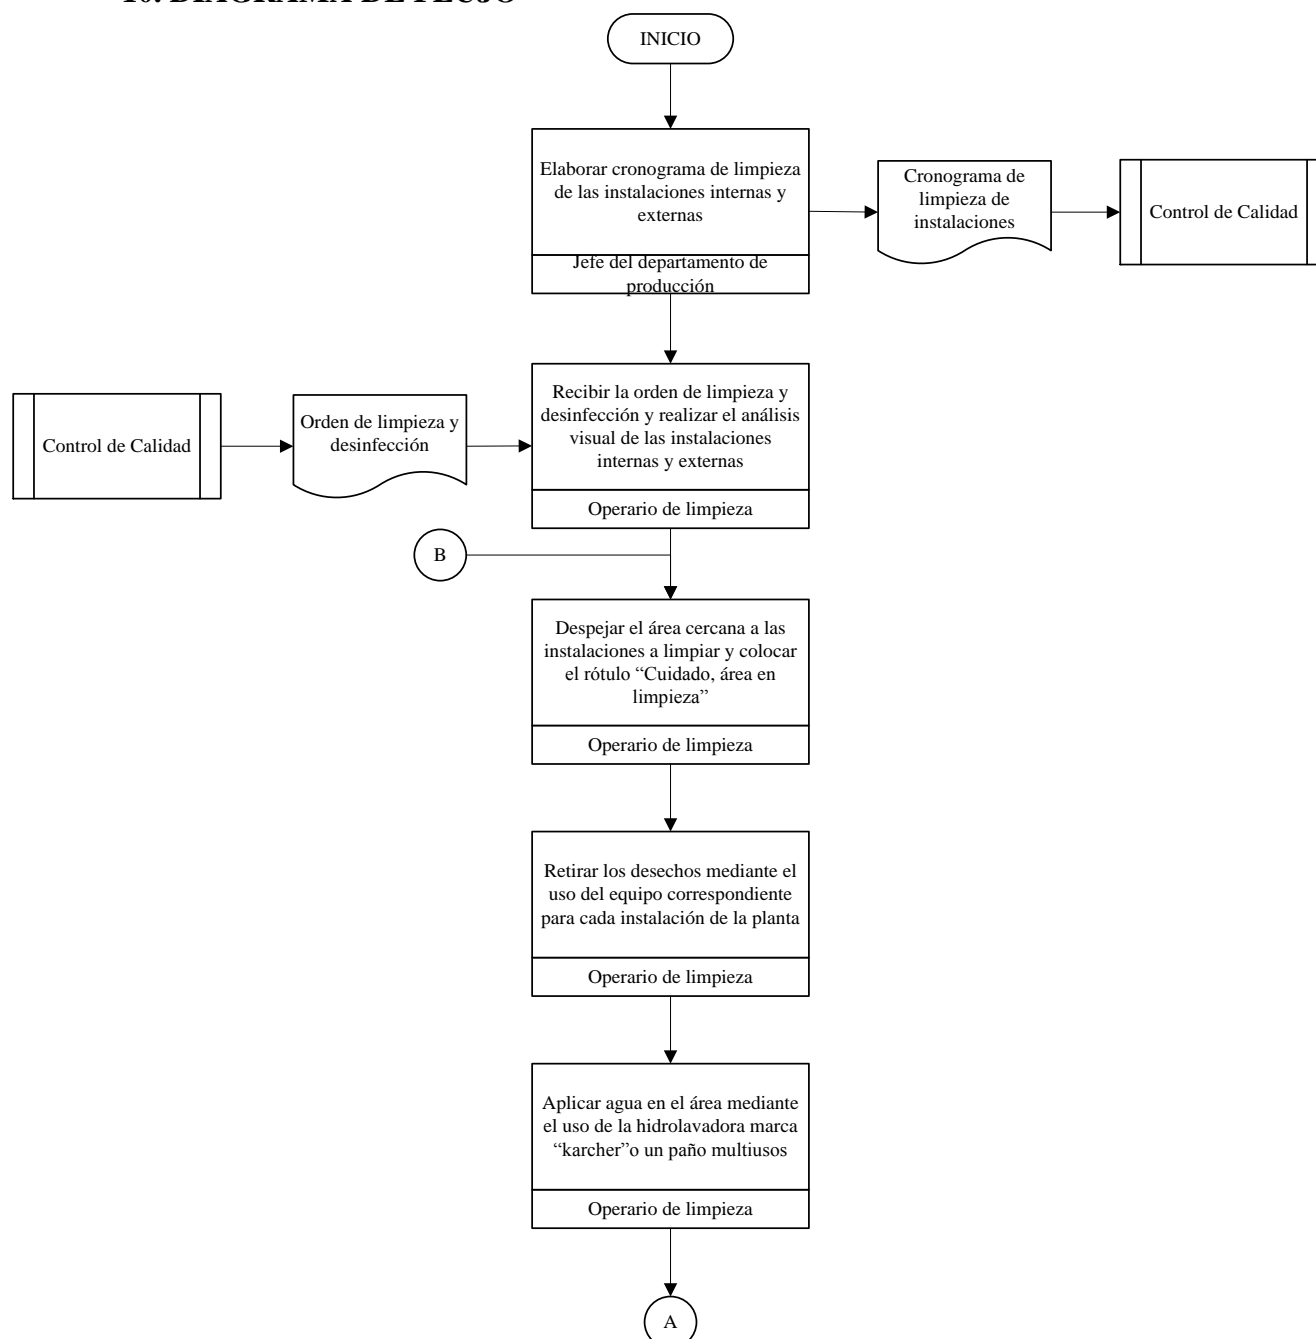 10. DIAGRAMA DE FLUJO
INICIO
Elaborar cronograma de limpieza
de las instalaciones internas y
externas
Jefe del departamento de
producción
Cronograma de
limpieza de
instalaciones
Control de Calidad
Control de Calidad
Orden de limpieza y
desinfección
Recibir la orden de limpieza y
desinfección y realizar el análisis
visual de las instalaciones
internas y externas
Operario de limpieza
B
Despejar el área cercana a las
instalaciones a limpiar y colocar
el rótulo “Cuidado, área en
limpieza”
Operario de limpieza
Retirar los desechos mediante el
uso del equipo correspondiente
para cada instalación de la planta
Operario de limpieza
Aplicar agua en el área mediante
el uso de la hidrolavadora marca
“karcher”o un paño multiusos
Operario de limpieza
A